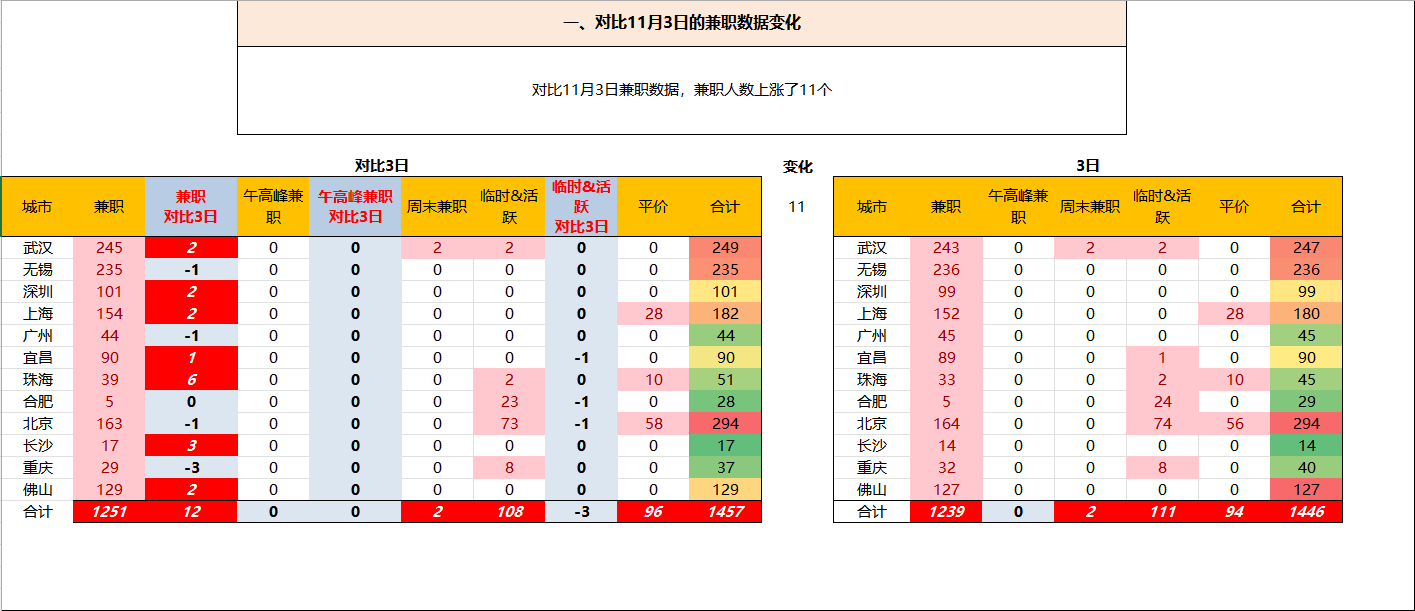 一、对比11月3日的兼职数据变化
对比11月3日兼职数据，兼职人数上涨了11个
对比3日 变化 3日
城市 兼职 兼职 对比3日 午高峰兼职 午高峰兼职 对比3日 周末兼职 临时&活跃 临时&活跃 对比3日 平价 合计 11 城市 兼职 午高峰兼职 周末兼职 临时&活跃 平价 合计
武汉 245 2 0 0 2 2 0 0 249 武汉 243 0 2 2 0 247
无锡 235 -1 0 0 0 0 0 0 235 无锡 236 0 0 0 0 236
深圳 101 2 0 0 0 0 0 0 101 深圳 99 0 0 0 0 99
上海 154 2 0 0 0 0 0 28 182 上海 152 0 0 0 28 180
广州 44 -1 0 0 0 0 0 0 44 广州 45 0 0 0 0 45
宜昌 90 1 0 0 0 0 -1 0 90 宜昌 89 0 0 1 0 90
珠海 39 6 0 0 0 2 0 10 51 珠海 33 0 0 2 10 45
合肥 5 0 0 0 0 23 -1 0 28 合肥 5 0 0 24 0 29
北京 163 -1 0 0 0 73 -1 58 294 北京 164 0 0 74 56 294
长沙 17 3 0 0 0 0 0 0 17 长沙 14 0 0 0 0 14
重庆 29 -3 0 0 0 8 0 0 37 重庆 32 0 0 8 0 40
佛山 129 2 0 0 0 0 0 0 129 佛山 127 0 0 0 0 127
合计 1251 12 0 0 2 108 -3 96 1457 合计 1239 0 2 111 94 1446